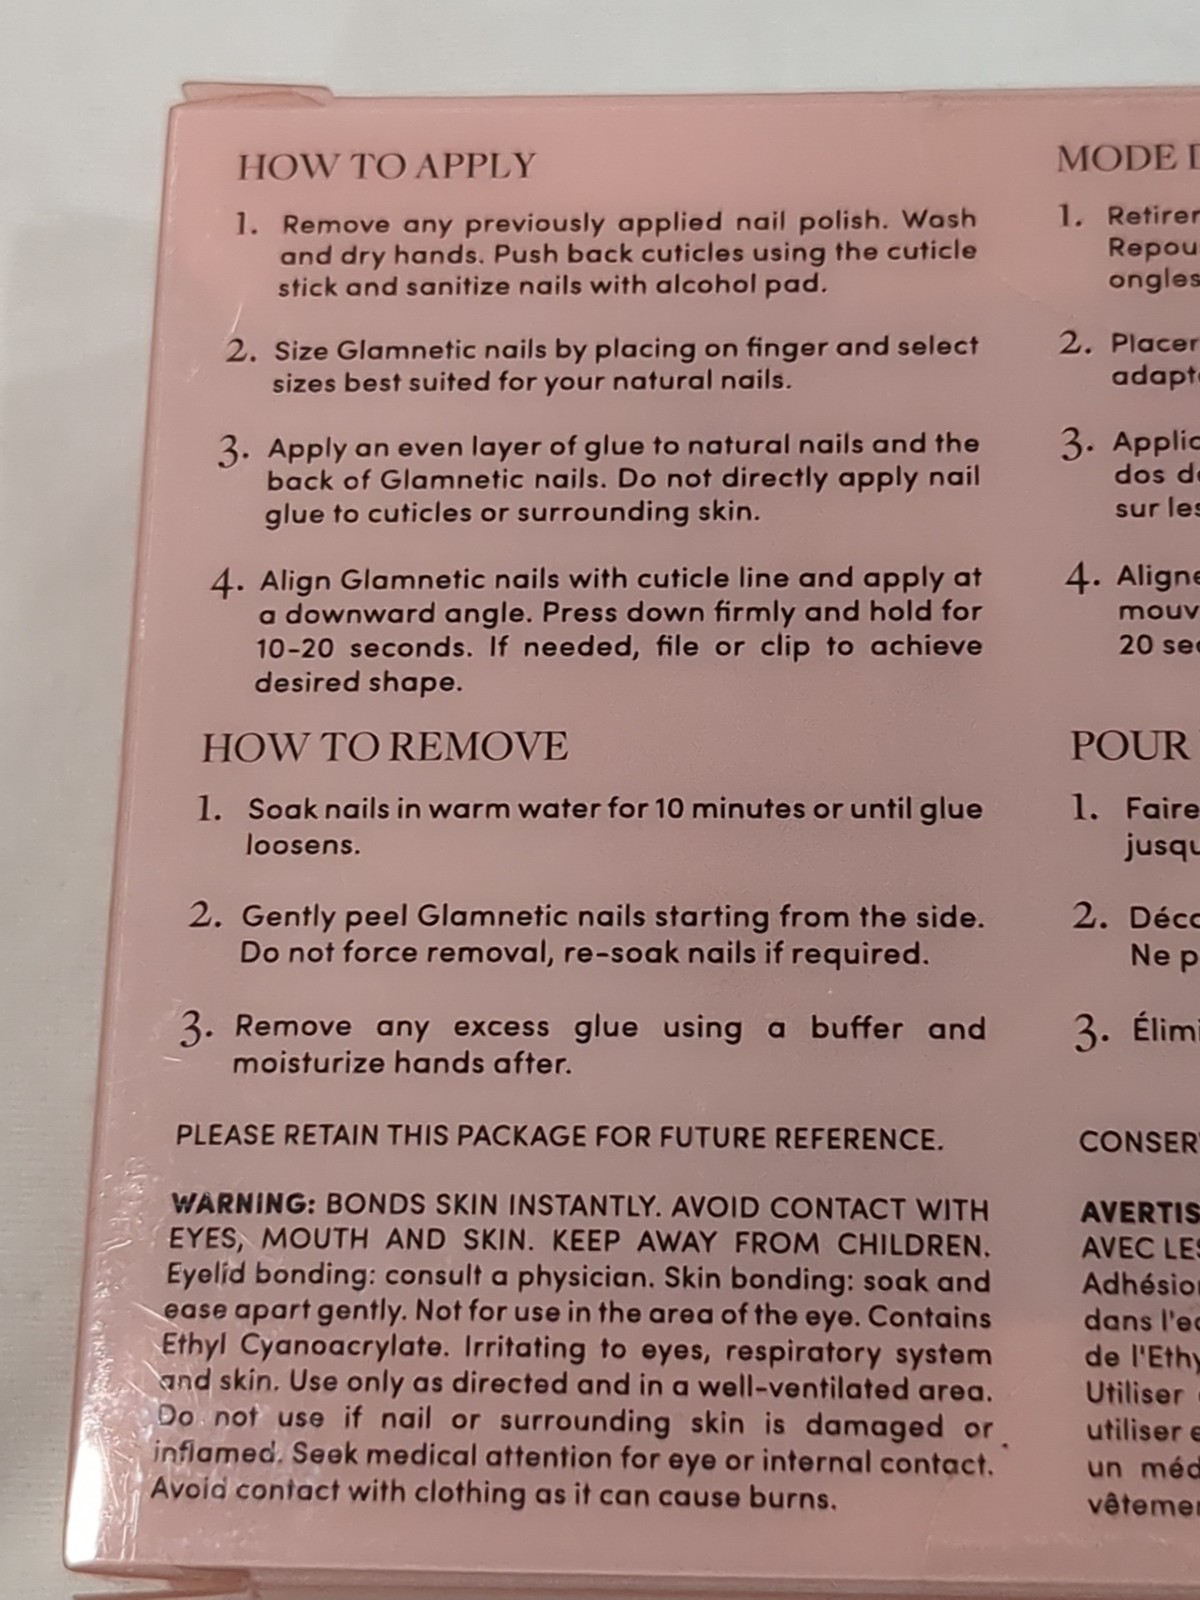 HOW TO APPLY
1. Remove any previously applied nail polish. Wash
and dry hands. Push back cuticles using the cuticle
stick and sanitize nails with alcohol pad.
2. Size Glamnetic nails by placing on finger and select
sizes best suited for your natural nails.
3. Apply an even layer of glue to natural nails and the
back of Glamnetic nails. Do not directly apply nail
glue to cuticles or surrounding skin.
4. Align Glamnetic nails with cuticle line and apply at
a downward angle. Press down firmly and hold for
10-20 seconds. If needed, file or clip to achieve
desired shape.
HOW TO REMOVE
1. Soak nails in warm water for 10 minutes or until glue
loosens.
2. Gently peel Glamnetic nails starting from the side.
Do not force removal, re-soak nails if required.
3. Remove any excess glue using a buffer and
moisturize hands after.
PLEASE RETAIN THIS PACKAGE FOR FUTURE REFERENCE.
WARNING: BONDS SKIN INSTANTLY. AVOID CONTACT WITH
EYES, MOUTH AND SKIN. KEEP AWAY FROM CHILDREN.
Eyelid bonding: consult a physician. Skin bonding: soak and
ease apart gently. Not for use in the area of the eye. Contains
Ethyl Cyanoacrylate. Irritating to eyes, respiratory system
and skin. Use only as directed and in a well-ventilated area.
Do not use if nail or surrounding skin is damaged or
inflamed. Seek medical attention for eye or internal contact.
Avoid contact with clothing as it can cause burns.
MODE
1. Retirer
Repou
ongles
2. Placer
adapt
3. Applic
dos
sur les
4. Aligne
mouv
20 sec
POUR
1. Faire
jusqu
2. Déco
Ne p
3. Élimi
CONSER
AVERTIS
AVEC LES
Adhésion
dans l'e
de l'Ethy
Utiliser
utiliser
un méd
vêtemen